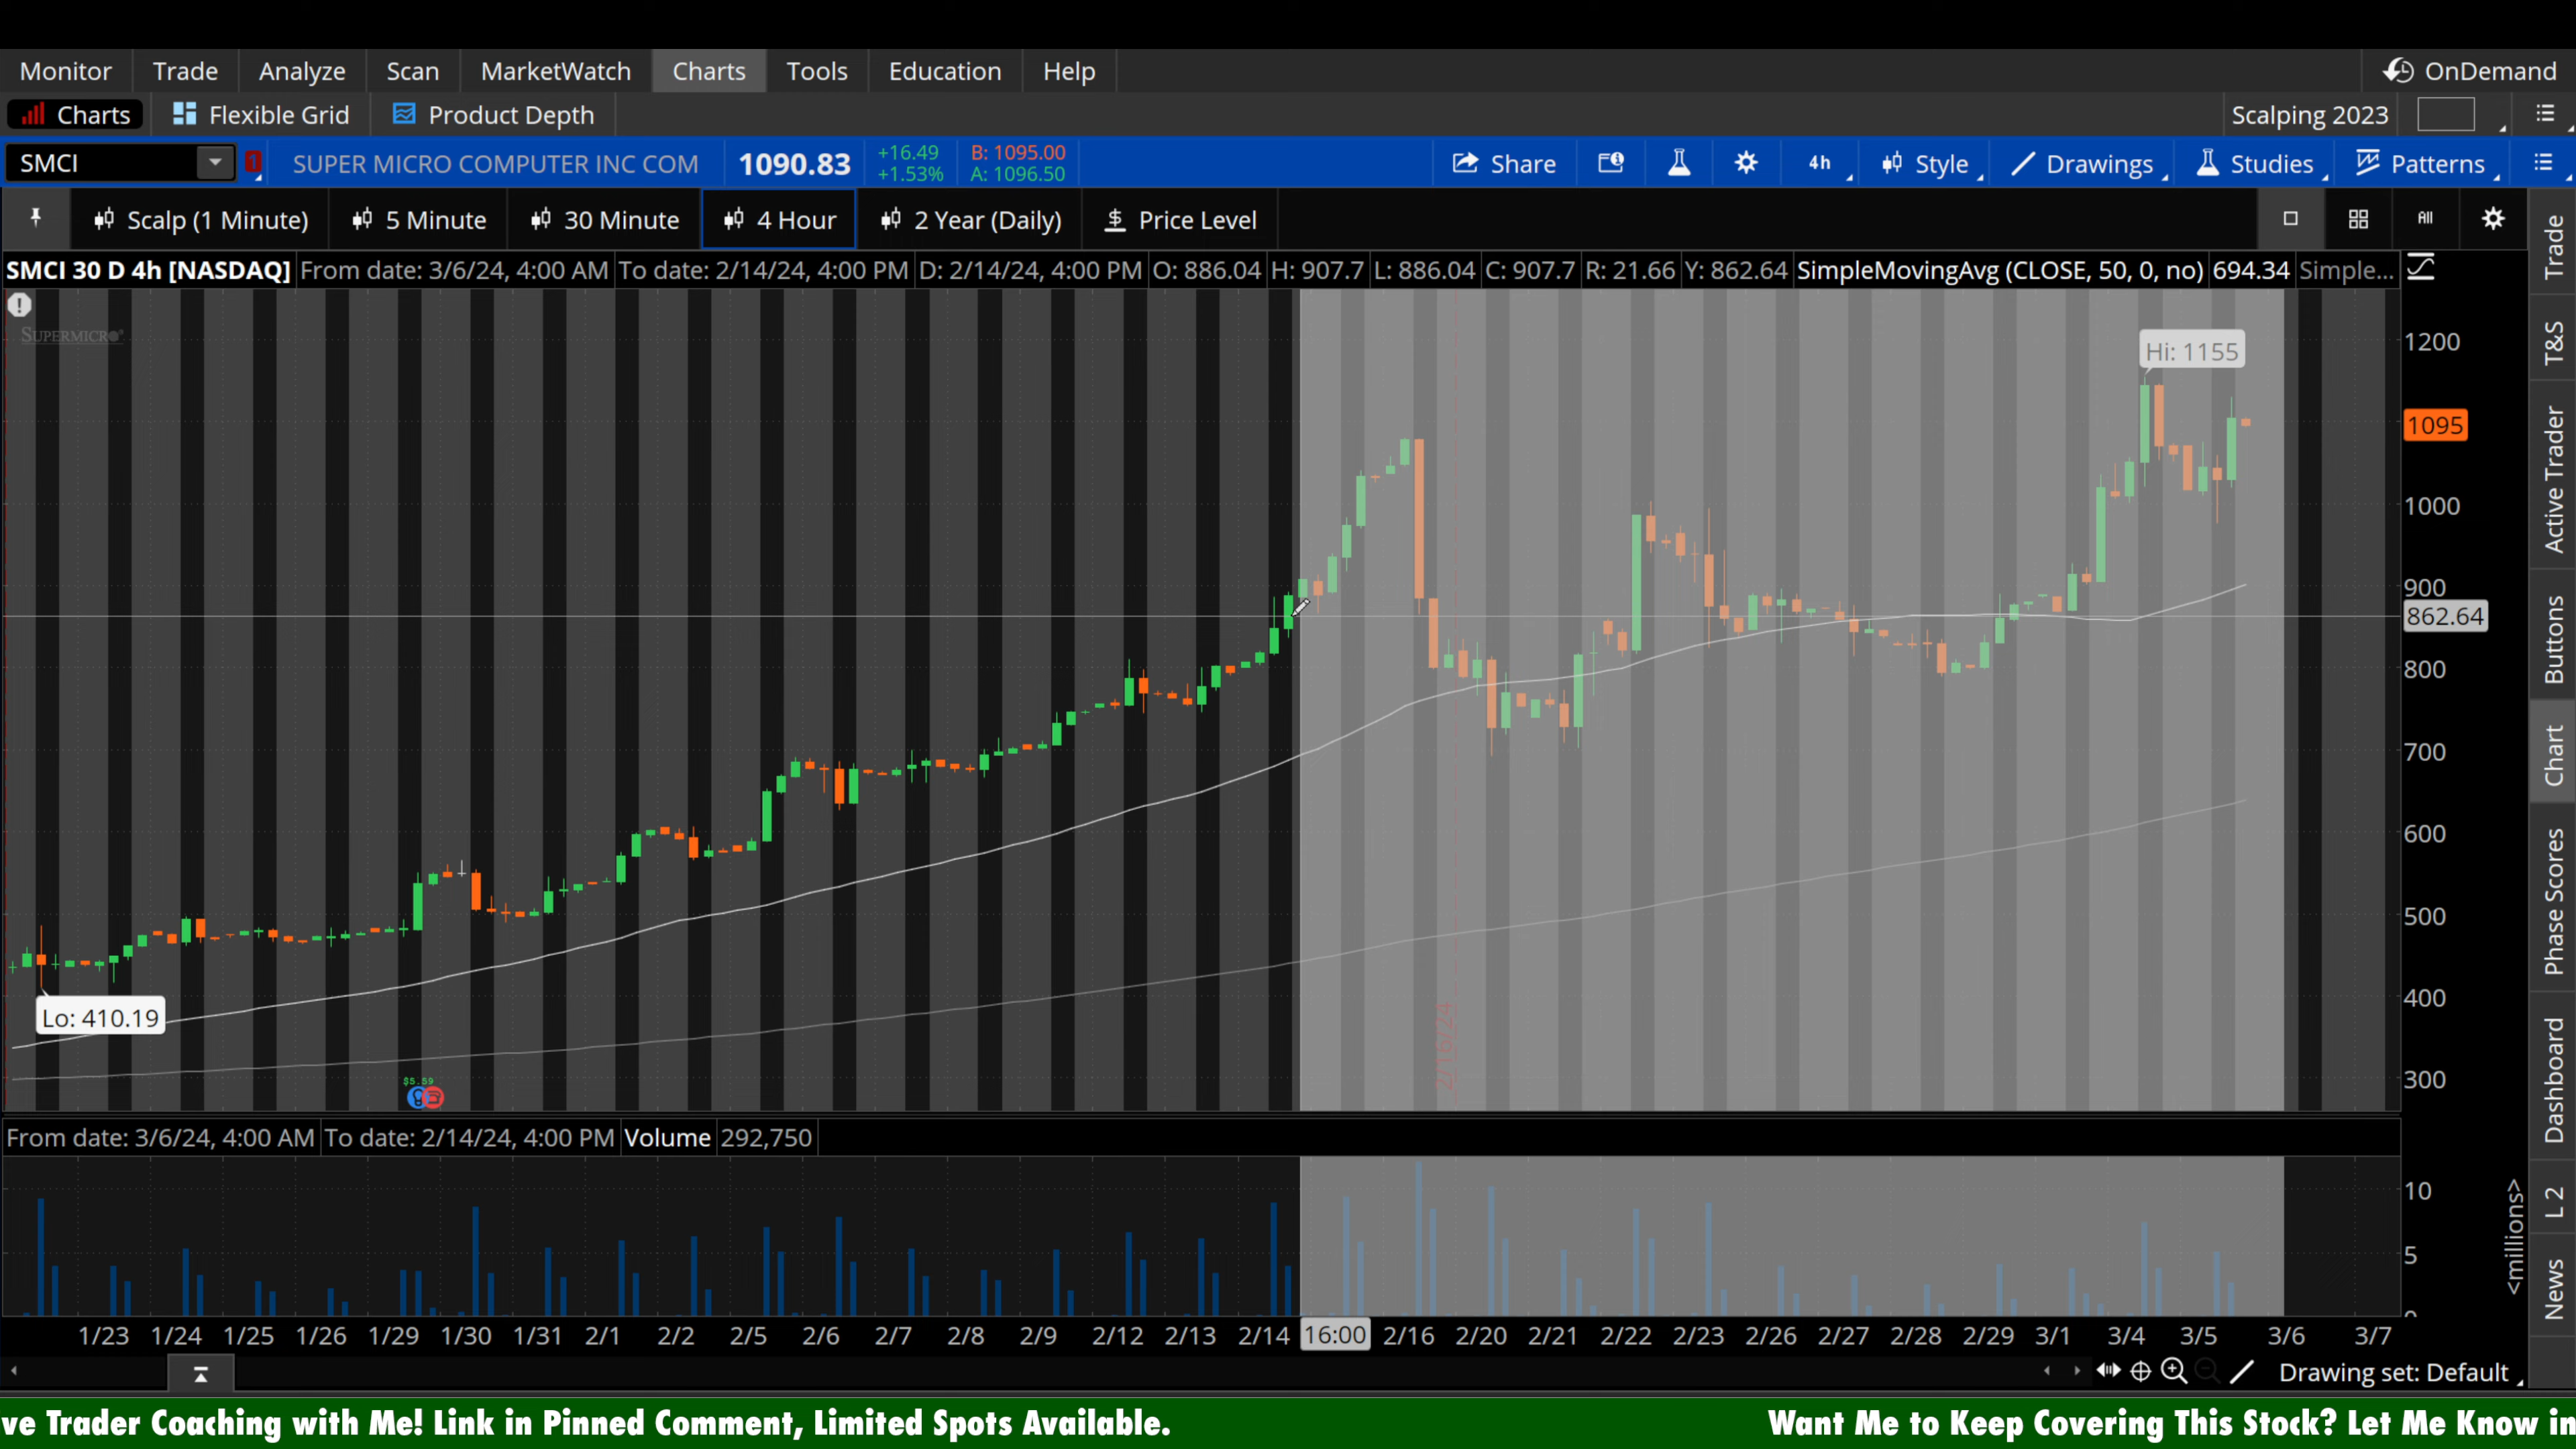 Monitor Trade Analyze Scan MarketWatch Charts Tools Education Help OnDemand
Charts Flexible Grid Product Depth Scalping 2023
SMCI 1 SUPER MICRO COMPUTER INC COM 1090.83 +16.49 +1.53% B: 1095.00 A: 1096.50 Share 4h Style Drawings Studies Patterns
Scalp (1 Minute) 5 Minute 30 Minute 4 Hour 2 Year (Daily) Price Level All
SMCI 30 D 4h [NASDAQ] From date: 3/6/24, 4:00 AM To date: 2/14/24, 4:00 PM D: 2/14/24, 4:00 PM O: 886.04 H: 907.7 L: 886.04 C: 907.7 R: 21.66 Y: 862.64 SimpleMovingAvg (CLOSE, 50, 0, no) 694.34 Simple...
SUPERMICRO
Hi: 1155
1200
1095
1000
900
862.64
800
700
600
500
400
300
Lo: 410.19
$5.59
2/16/24
From date: 3/6/24, 4:00 AM To date: 2/14/24, 4:00 PM Volume 292,750
10
5
0
<millions>
1/23 1/24 1/25 1/26 1/29 1/30 1/31 2/1 2/2 2/5 2/6 2/7 2/8 2/9 2/12 2/13 2/14 16:00 2/16 2/20 2/21 2/22 2/23 2/26 2/27 2/28 2/29 3/1 3/4 3/5 3/6 3/7
Drawing set: Default
Trade
T&S
Active Trader
Buttons
Chart
Phase Scores
Dashboard
L 2
News
ve Trader Coaching with Me! Link in Pinned Comment, Limited Spots Available. Want Me to Keep Covering This Stock? Let Me Know in